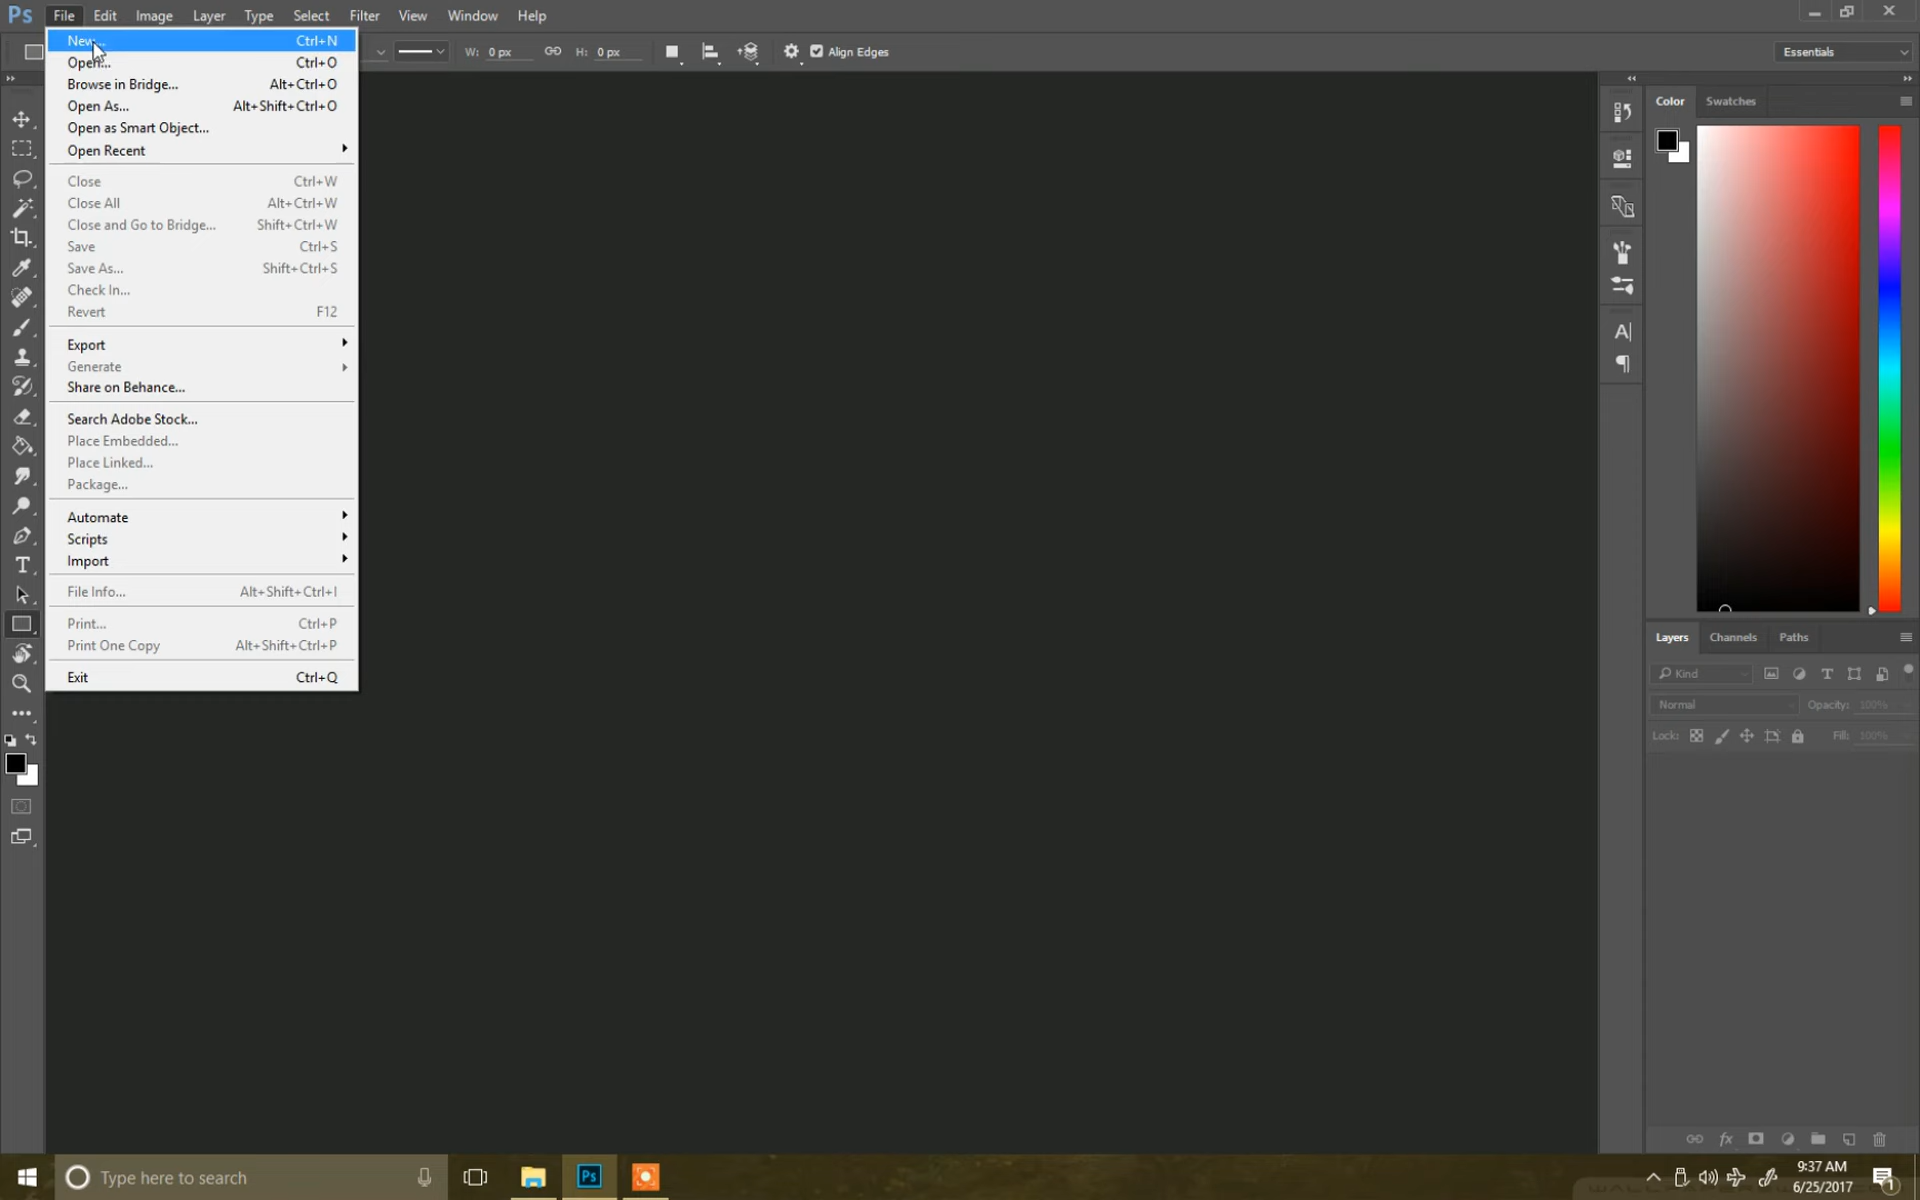 Ps File Edit Image Layer Type Select Filter View Window Help
W: 0 px H: 0 px Align Edges Essentials
New... Ctrl+N
Open... Ctrl+O
Browse in Bridge... Alt+Ctrl+O
Open As... Alt+Shift+Ctrl+O
Open as Smart Object...
Open Recent
Close Ctrl+W
Close All Alt+Ctrl+W
Close and Go to Bridge... Shift+Ctrl+W
Save Ctrl+S
Save As... Shift+Ctrl+S
Check In...
Revert F12
Export
Generate
Share on Behance...
Search Adobe Stock...
Place Embedded...
Place Linked...
Package...
Automate
Scripts
Import
File Info... Alt+Shift+Ctrl+I
Print... Ctrl+P
Print One Copy Alt+Shift+Ctrl+P
Exit Ctrl+Q
Color Swatches
Layers Channels Paths
Kind
Normal Opacity: 100%
Lock: Fill: 100%
fx
Type here to search
Ps
9:37 AM
6/25/2017
1